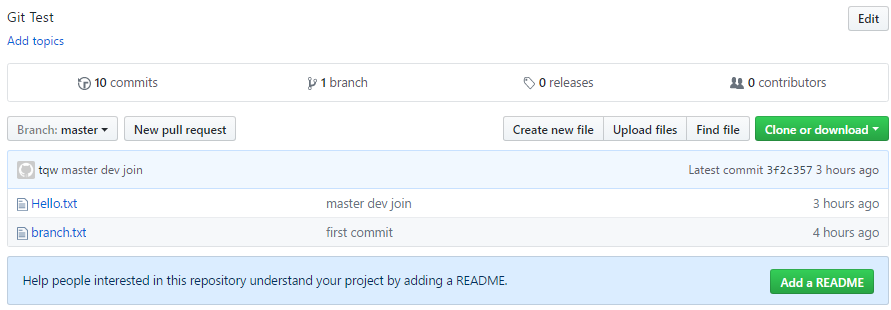 Git Test
Edit
Add topics
10 commits
1 branch
0 releases
0 contributors
Branch: master
New pull request
Create new file
Upload files
Find file
Clone or download
tqw master dev join
Latest commit 3f2c357 3 hours ago
Hello.txt
master dev join
3 hours ago
branch.txt
first commit
4 hours ago
Help people interested in this repository understand your project by adding a README.
Add a README